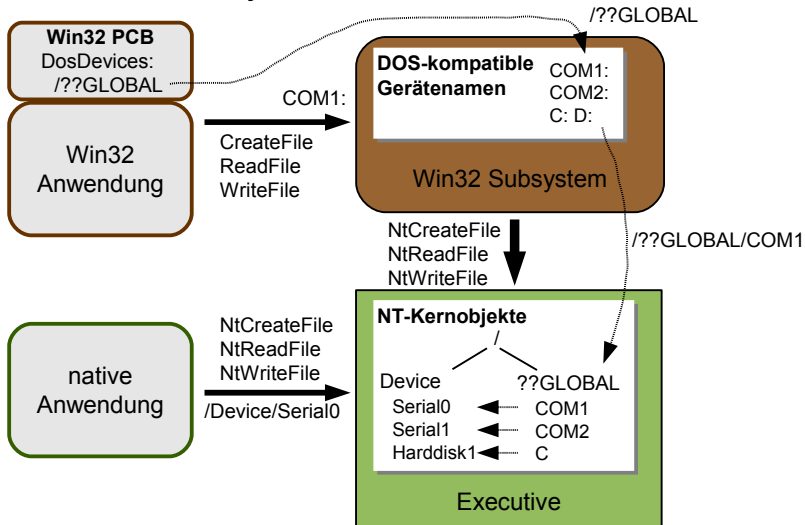 /??GLOBAL
Win32 PCB
DosDevices:
/??GLOBAL
Win32
Anwendung
COM1:
CreateFile
ReadFile
WriteFile
DOS-kompatible
Gerätenamen
COM1:
COM2:
C: D:
Win32 Subsystem
NtCreateFile
NtReadFile
NtWriteFile
/??GLOBAL/COM1
native
Anwendung
NtCreateFile
NtReadFile
NtWriteFile
/Device/Serial0
NT-Kernobjekte
/
Device ??GLOBAL
Serial0 COM1
Serial1 COM2
Harddisk1 C
Executive